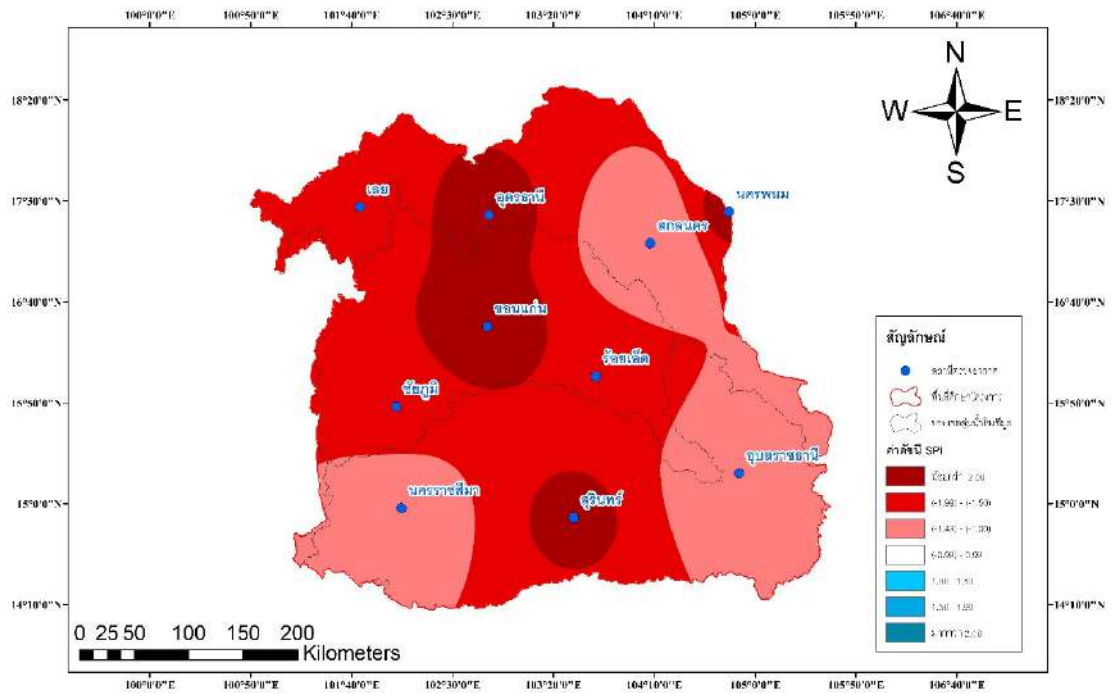 100°0'0"E 100°50'0"E 101°40'0"E 102°30'0"E 103°20'0"E 104°10'0"E 105°0'0"E 105°50'0"E 106°40'0"E
N
W E
S
18°20'0"N 18°20'0"N
17°30'0"N 17°30'0"N
16°40'0"N 16°40'0"N
15°50'0"N 15°50'0"N
15°0'0"N 15°0'0"N
14°10'0"N 14°10'0"N
เลย
อุดรธานี
นครพนม
สกลนคร
ขอนแก่น
ร้อยเอ็ด
ชัยภูมิ
อุบลราชธานี
นครราชสีมา
สุรินทร์
สัญลักษณ์
ค่าดัชนี SPI
(-1.99) - (-1.50)
(-1.49) - (-1.00)
0 25 50 100 150 200
Kilometers
100°0'0"E 100°50'0"E 101°40'0"E 102°30'0"E 103°20'0"E 104°10'0"E 105°0'0"E 105°50'0"E 106°40'0"E